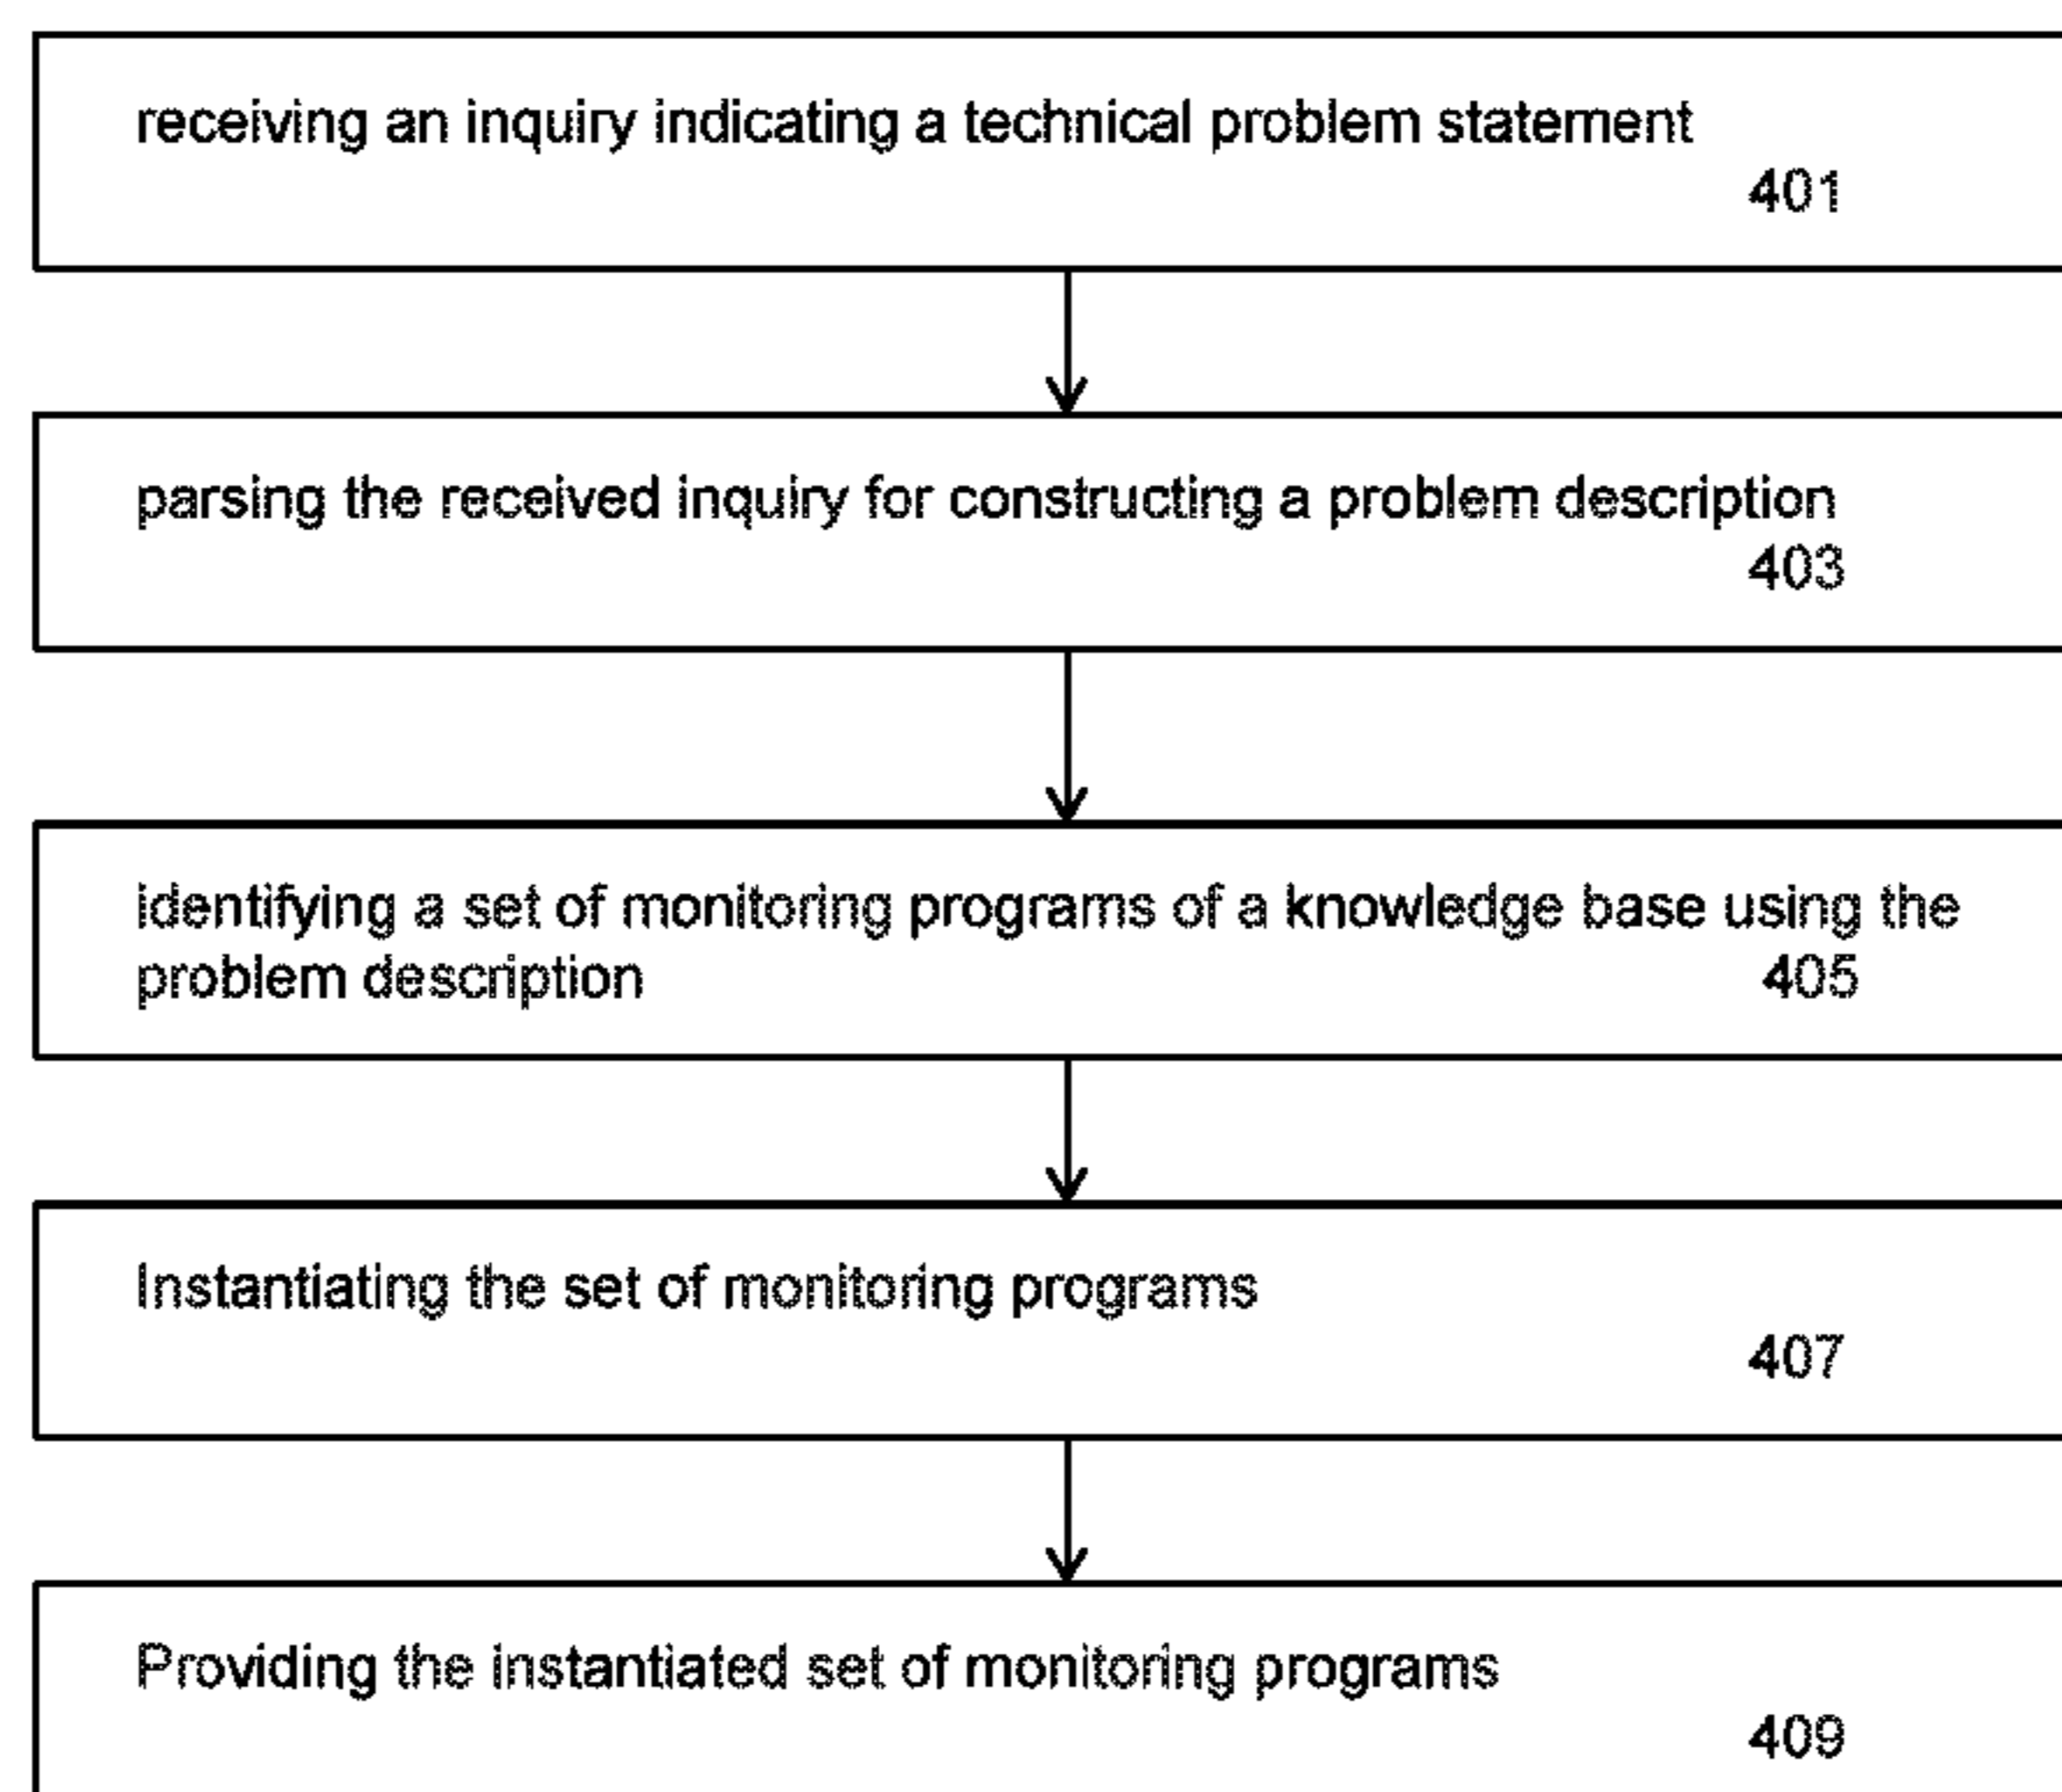 receiving an inquiry indicating a technical problem statement
401
parsing the received inquiry for constructing a problem description
403
identifying a set of monitoring programs of a knowledge base using the
problem description 405
Instantiating the set of monitoring programs
407
Providing the instantiated set of monitoring programs
409